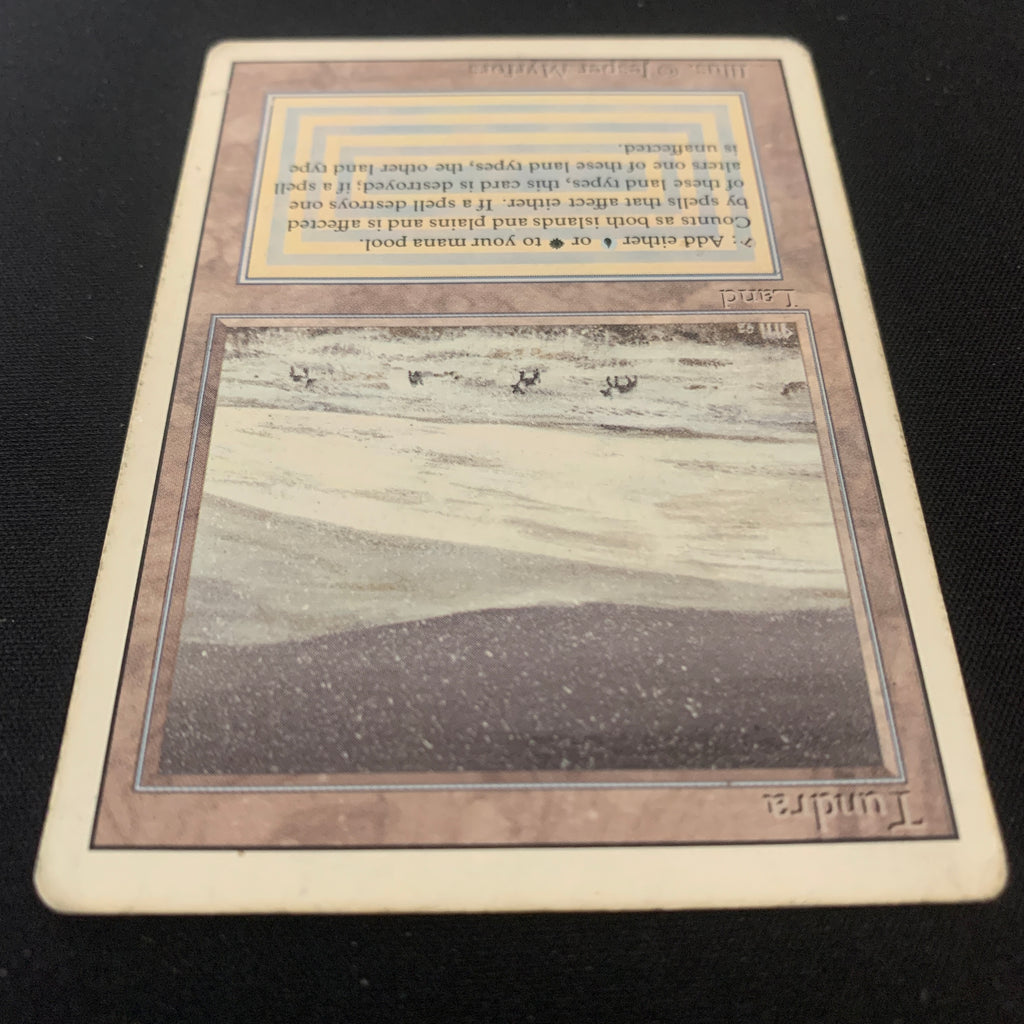 Tundra
Land
: Add either or to your mana pool.
Counts as both islands and plains and is affected
by spells that affect either. If a spell destroys one
of these land types, this card is destroyed; if a spell
alters one of these land types, the other land type
is unaffected.
Illus. © Jesper Myrfors